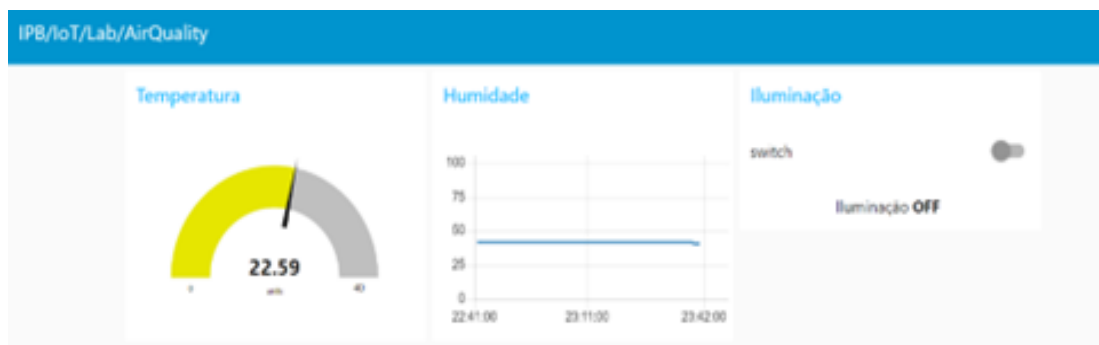 IPB/IoT/Lab/AirQuality
Temperatura
22.59
0
units
40
Humidade
100
75
50
25
0
22:41:00 23:11:00 23:42:00
Iluminação
switch
Iluminação OFF